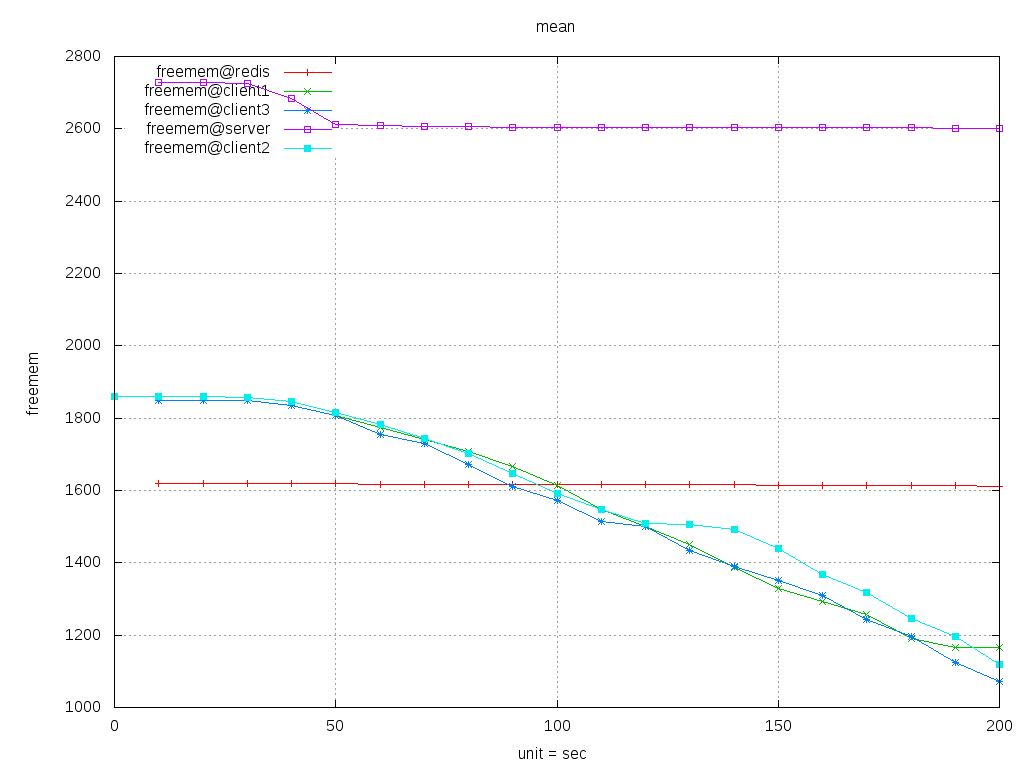 mean
2800
2600
2400
2200
2000
1800
1600
1400
1200
1000
freemem
freemem@redis
freemem@client1
freemem@client3
freemem@server
freemem@client2
0
50
100
150
200
unit = sec